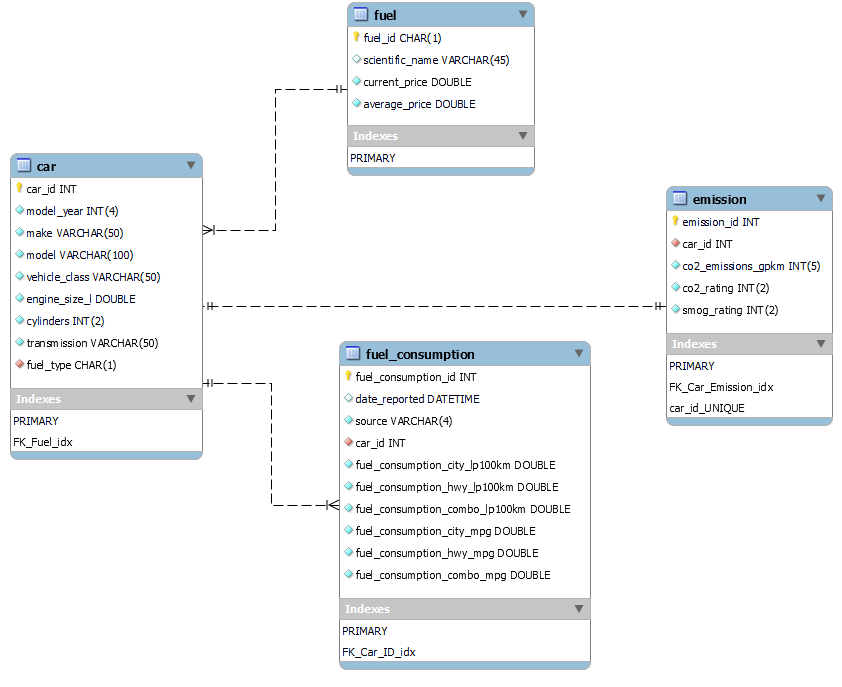 fuel
fuel_id CHAR(1)
scientific_name VARCHAR(45)
current_price DOUBLE
average_price DOUBLE
Indexes
PRIMARY
car
car_id INT
model_year INT(4)
make VARCHAR(50)
model VARCHAR(100)
vehicle_class VARCHAR(50)
engine_size_l DOUBLE
cylinders INT(2)
transmission VARCHAR(50)
fuel_type CHAR(1)
Indexes
PRIMARY
FK_Fuel_idx
emission
emission_id INT
car_id INT
co2_emissions_gpkm INT(5)
co2_rating INT(2)
smog_rating INT(2)
Indexes
PRIMARY
FK_Car_Emission_idx
car_id_UNIQUE
fuel_consumption
fuel_consumption_id INT
date_reported DATETIME
source VARCHAR(4)
car_id INT
fuel_consumption_city_lp100km DOUBLE
fuel_consumption_hwy_lp100km DOUBLE
fuel_consumption_combo_lp100km DOUBLE
fuel_consumption_city_mpg DOUBLE
fuel_consumption_hwy_mpg DOUBLE
fuel_consumption_combo_mpg DOUBLE
Indexes
PRIMARY
FK_Car_ID_idx